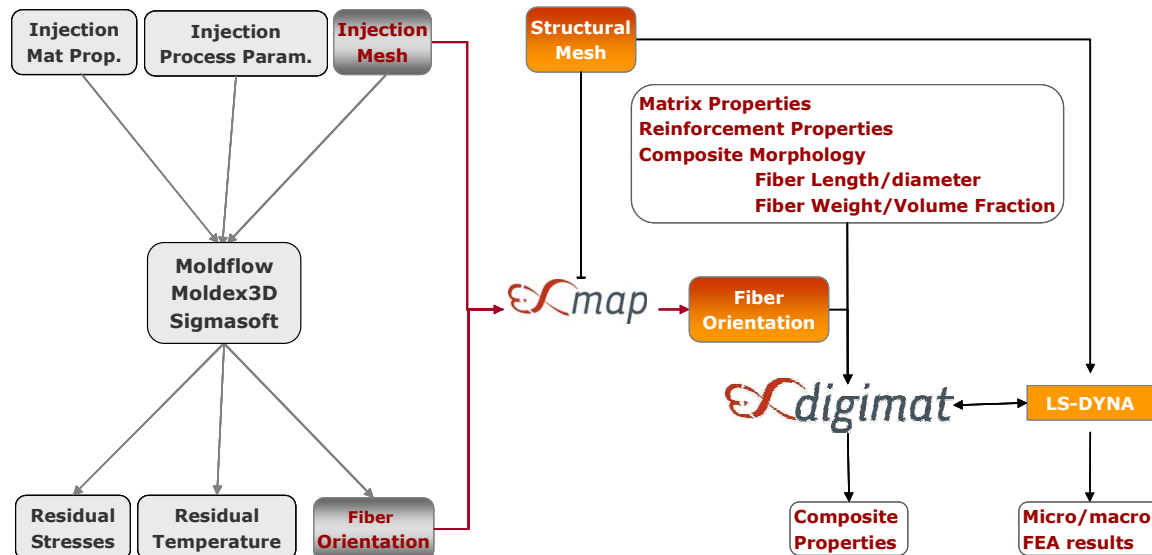 Injection
Mat Prop.
Injection
Process Param.
Injection
Mesh
Structural
Mesh
Matrix Properties
Reinforcement Properties
Composite Morphology
Fiber Length/diameter
Fiber Weight/Volume Fraction
Moldflow
Moldex3D
Sigmasoft
map
Fiber
Orientation
digimat
LS-DYNA
Residual
Stresses
Residual
Temperature
Fiber
Orientation
Composite
Properties
Micro/macro
FEA results